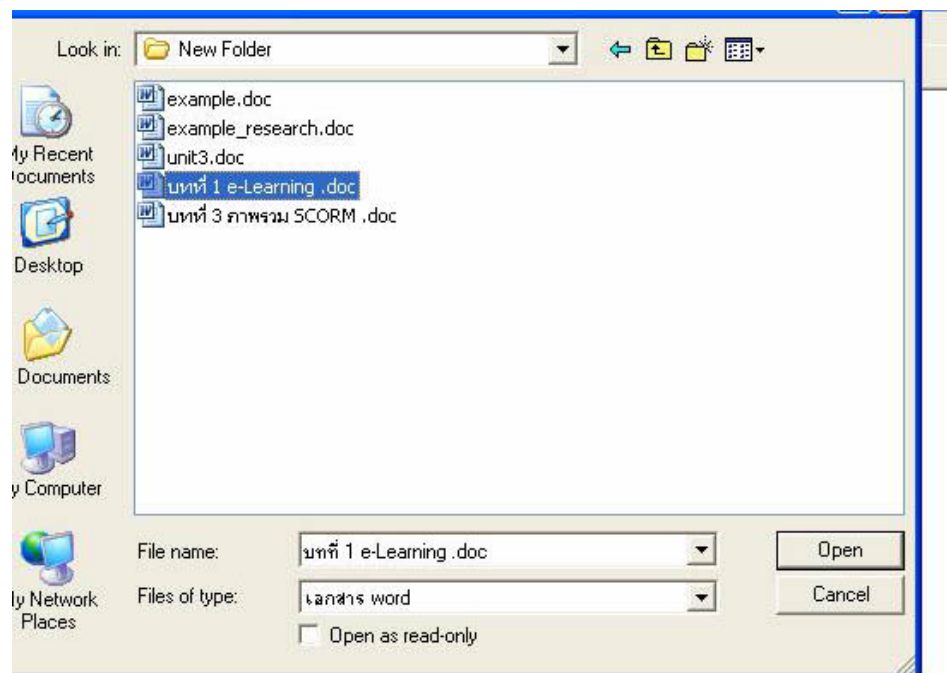 Look in: New Folder
example.doc
example_research.doc
unit3.doc
บทที่ 1 e-Learning .doc
บทที่ 3 ภาพรวม SCORM .doc
My Recent
Documents
Desktop
Documents
y Computer
ly Network
Places
File name: บทที่ 1 e-Learning .doc Open
Files of type: เอกสาร word Cancel
Open as read-only